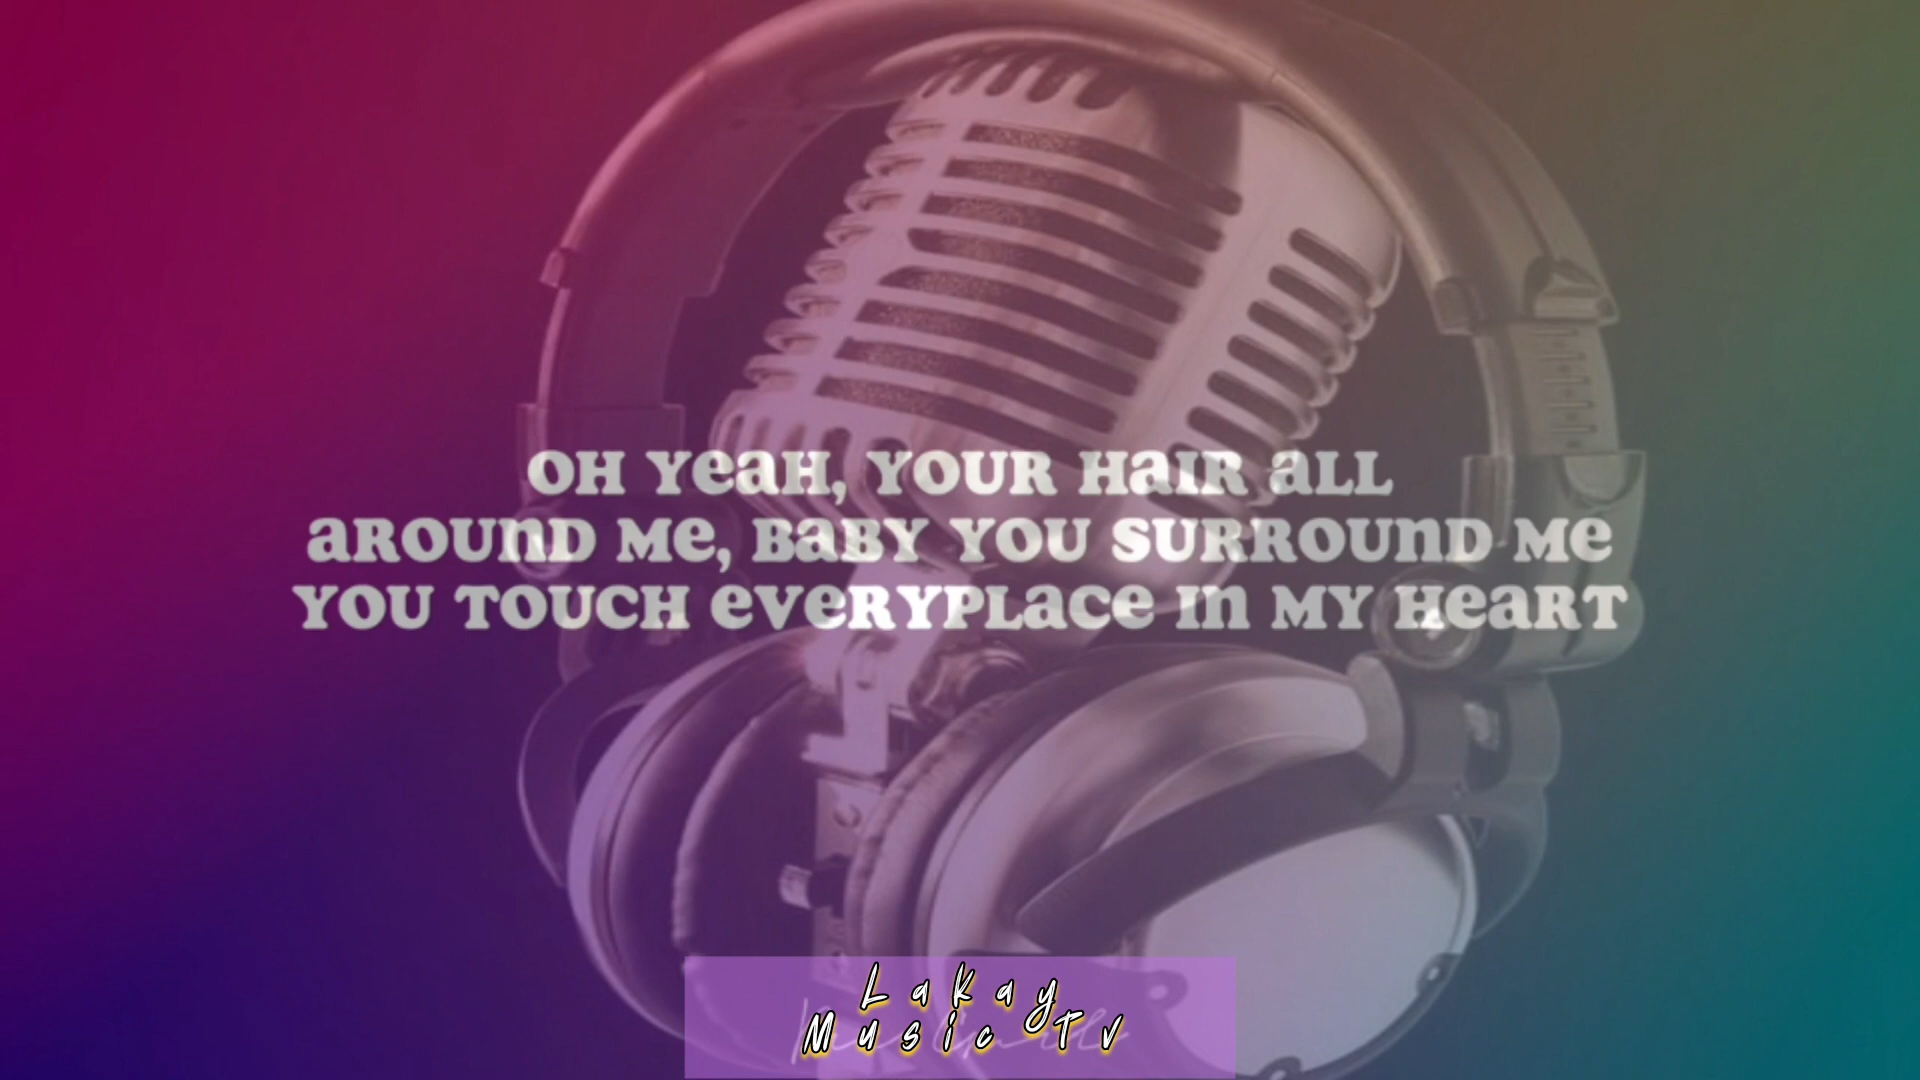 OH YeaH, YOUR HaIR aLL
aROUnD Me, BaBY YOU SURROUnD Me
YOU TOUCH eVeRYPLaCe In MY HeaRT
LaKay
Music Tv